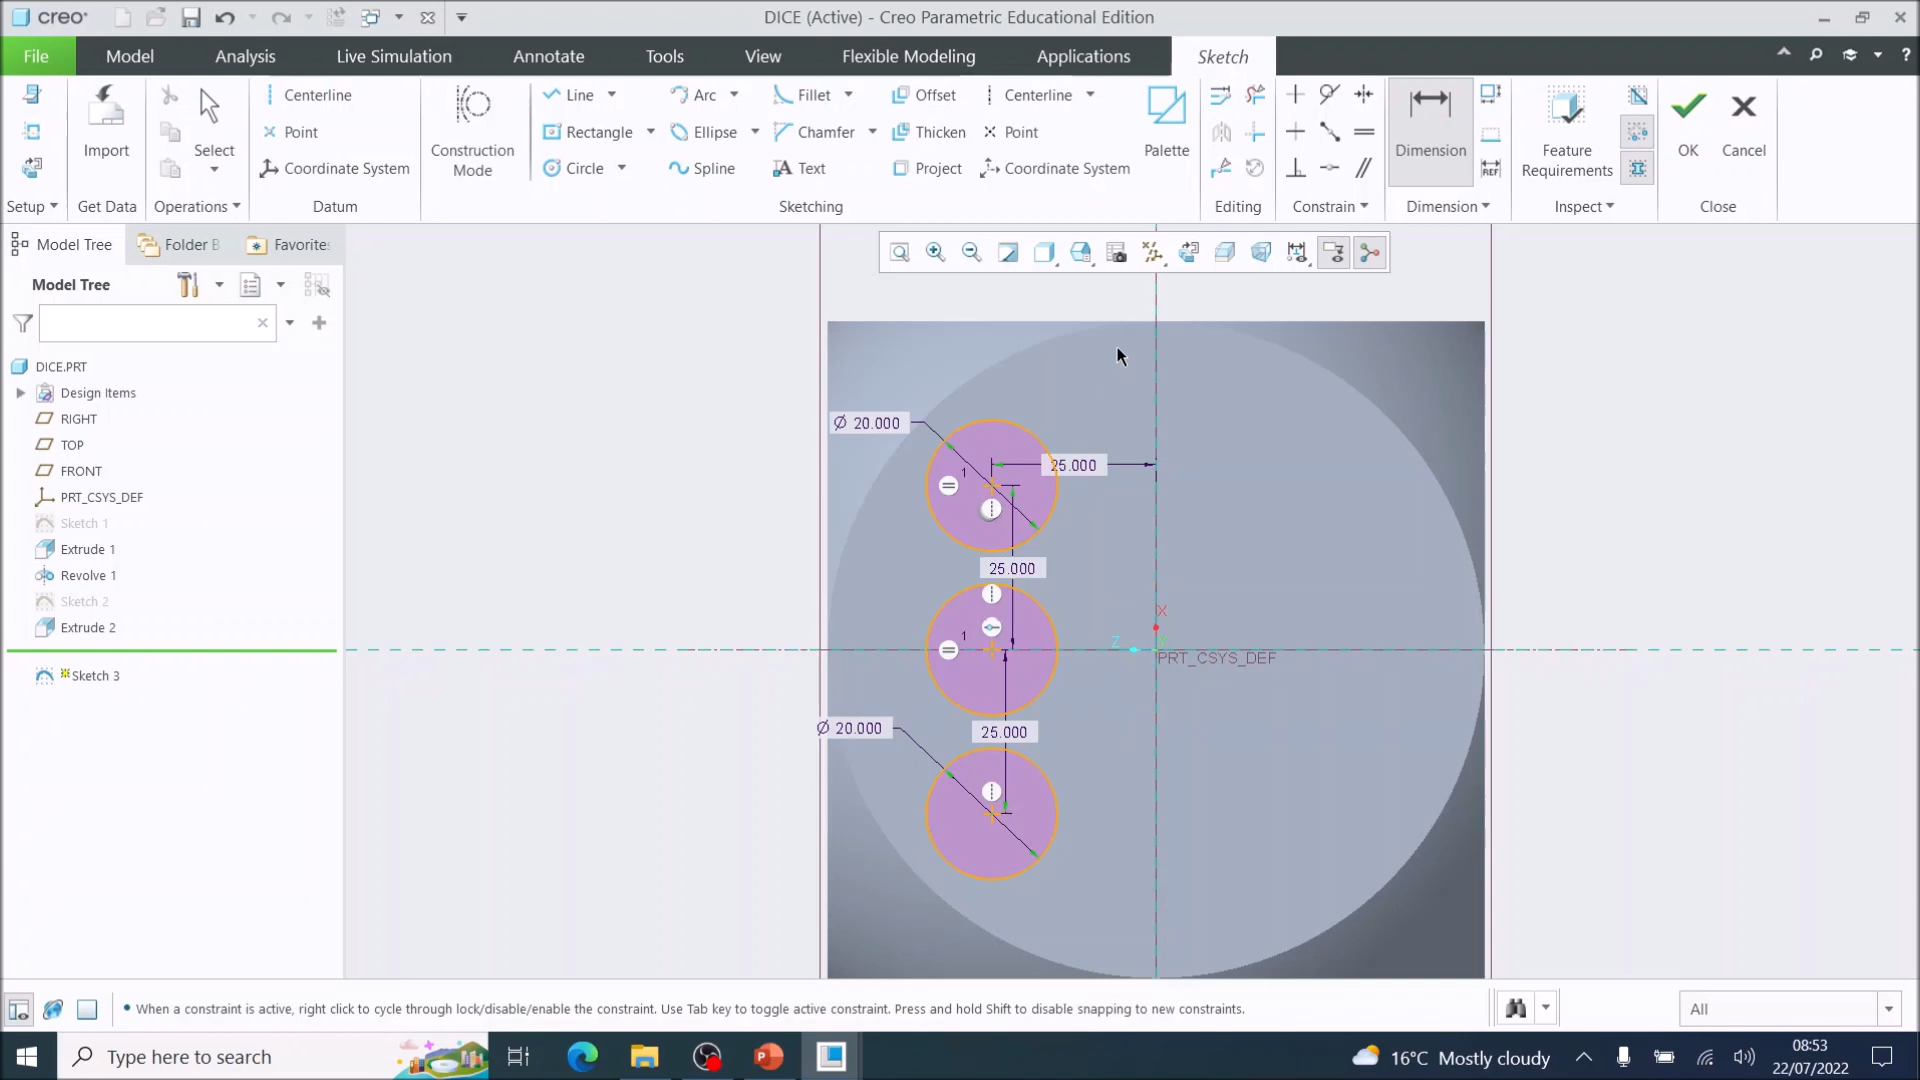 creo
DICE (Active) - Creo Parametric Educational Edition
File Model Analysis Live Simulation Annotate Tools View Flexible Modeling Applications Sketch
Centerline Line Arc Fillet Offset Centerline
Point Rectangle Ellipse Chamfer Thicken Point
Coordinate System Circle Spline Text Project Coordinate System
Import Select Construction Mode Palette Dimension REF Feature Requirements OK Cancel
Setup Get Data Operations Datum Sketching Editing Constrain Dimension Inspect Close
Model Tree Folder B Favorites
Model Tree
DICE.PRT
Design Items
RIGHT
TOP
FRONT
PRT_CSYS_DEF
Sketch 1
Extrude 1
Revolve 1
Sketch 2
Extrude 2
Sketch 3
Ø 20.000
25.000
1
25.000
X
1
Z
PRT_CSYS_DEF
Ø 20.000
25.000
• When a constraint is active, right click to cycle through lock/disable/enable the constraint. Use Tab key to toggle active constraint. Press and hold Shift to disable snapping to new constraints.
All
Type here to search
16°C Mostly cloudy
08:53
22/07/2022